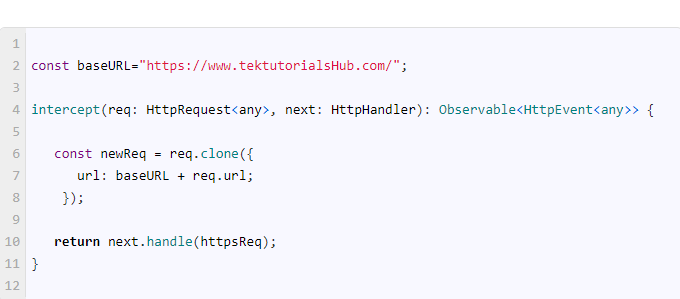 1
2 const baseURL="https://www.tektutorialsHub.com/";
3
4 intercept(req: HttpRequest<any>, next: HttpHandler): Observable<HttpEvent<any>> {
5
6 const newReq = req.clone({
7 url: baseURL + req.url;
8 });
9
10 return next.handle(httpsReq);
11 }
12